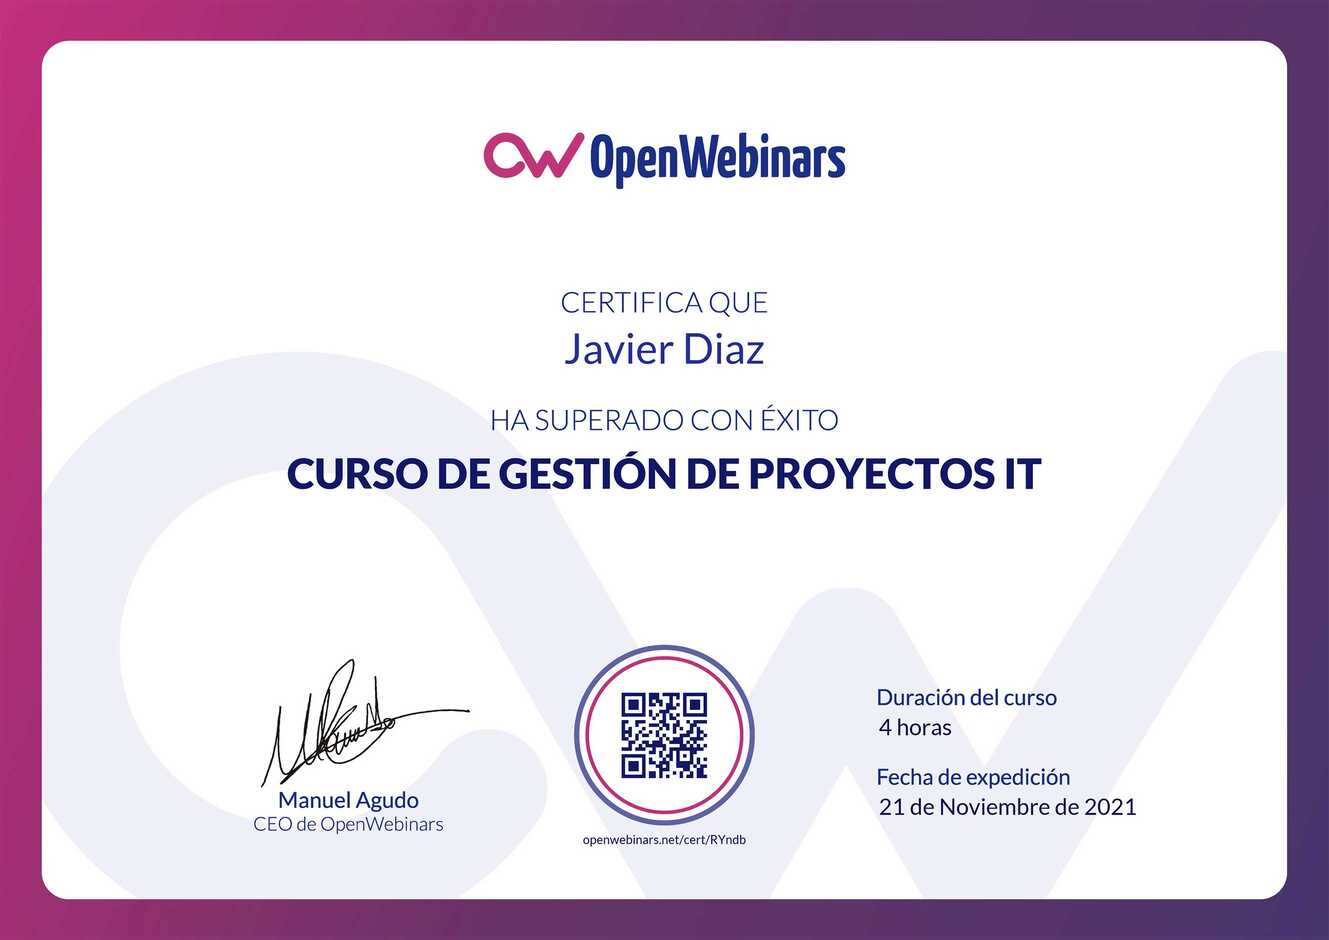 OpenWebinars
CERTIFICA QUE
Javier Diaz
HA SUPERADO CON ÉXITO
CURSO DE GESTIÓN DE PROYECTOS IT
Manuel Agudo
CEO de OpenWebinars
openwebinars.net/cert/RYndb
Duración del curso
4 horas
Fecha de expedición
21 de Noviembre de 2021